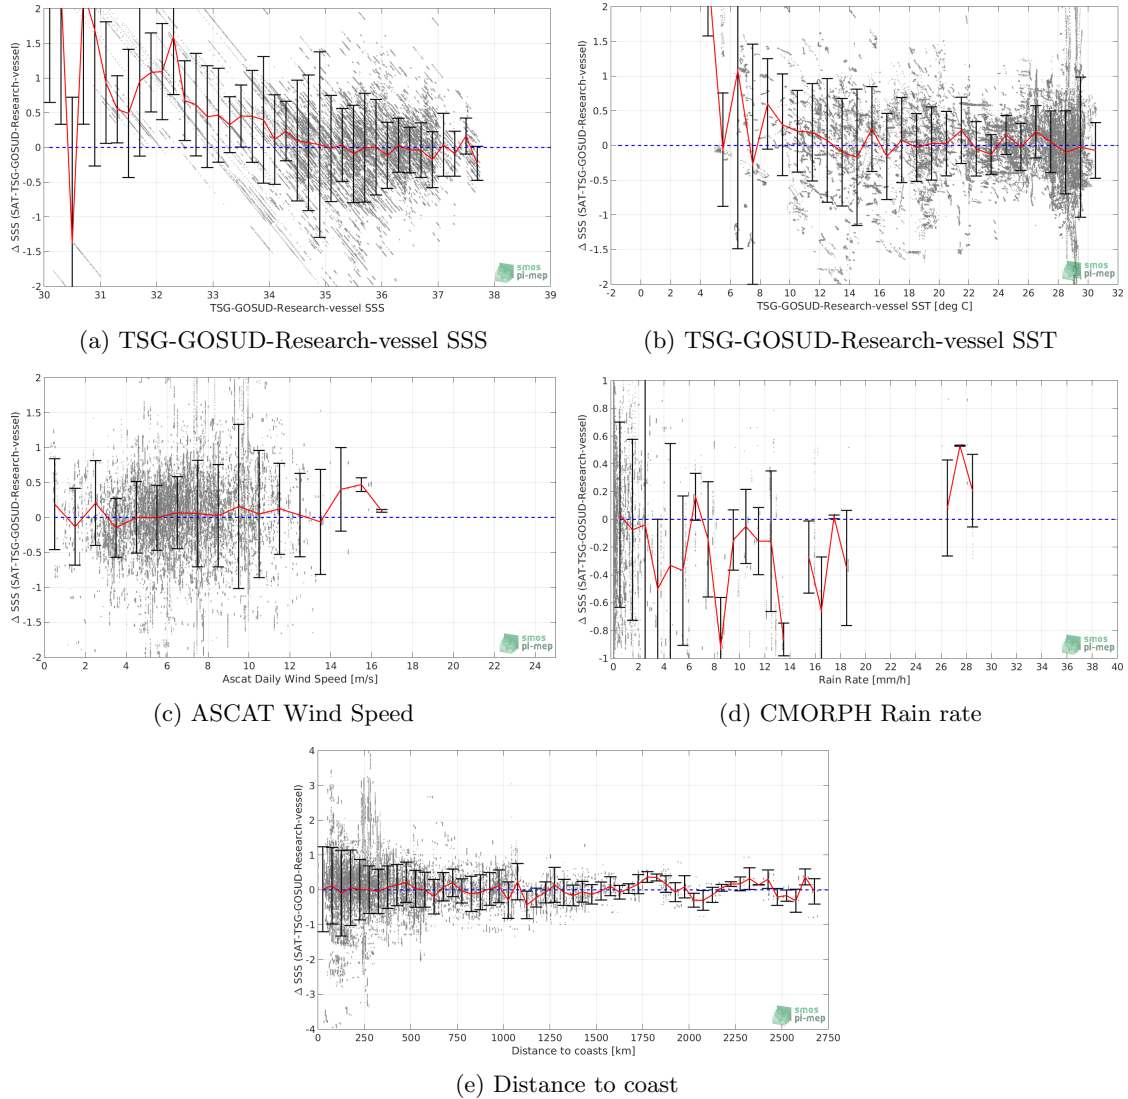 Δ SSS (SAT-TSG-GOSUD-Research-vessel)
2
1.5
1
0.5
0
-0.5
-1
-1.5
-2
30 31 32 33 34 35 36 37 38 39
TSG-GOSUD-Research-vessel SSS
smos
pi-mep
(a) TSG-GOSUD-Research-vessel SSS
Δ SSS (SAT-TSG-GOSUD-Research-vessel)
2
1.5
1
0.5
0
-0.5
-1
-1.5
-2
-2 0 2 4 6 8 10 12 14 16 18 20 22 24 26 28 30 32
TSG-GOSUD-Research-vessel SST [deg C]
smos
pi-mep
(b) TSG-GOSUD-Research-vessel SST
Δ SSS (SAT-TSG-GOSUD-Research-vessel)
2
1.5
1
0.5
0
-0.5
-1
-1.5
-2
0 2 4 6 8 10 12 14 16 18 20 22 24
Ascat Daily Wind Speed [m/s]
smos
pi-mep
(c) ASCAT Wind Speed
Δ SSS (SAT-TSG-GOSUD-Research-vessel)
1
0.8
0.6
0.4
0.2
0
-0.2
-0.4
-0.6
-0.8
-1
0 2 4 6 8 10 12 14 16 18 20 22 24 26 28 30 32 34 36 38 40
Rain Rate [mm/h]
smos
pi-mep
(d) CMORPH Rain rate
Δ SSS (SAT-TSG-GOSUD-Research-vessel)
4
3
2
1
0
-1
-2
-3
-4
0 250 500 750 1000 1250 1500 1750 2000 2250 2500 2750
Distance to coasts [km]
smos
pi-mep
(e) Distance to coast